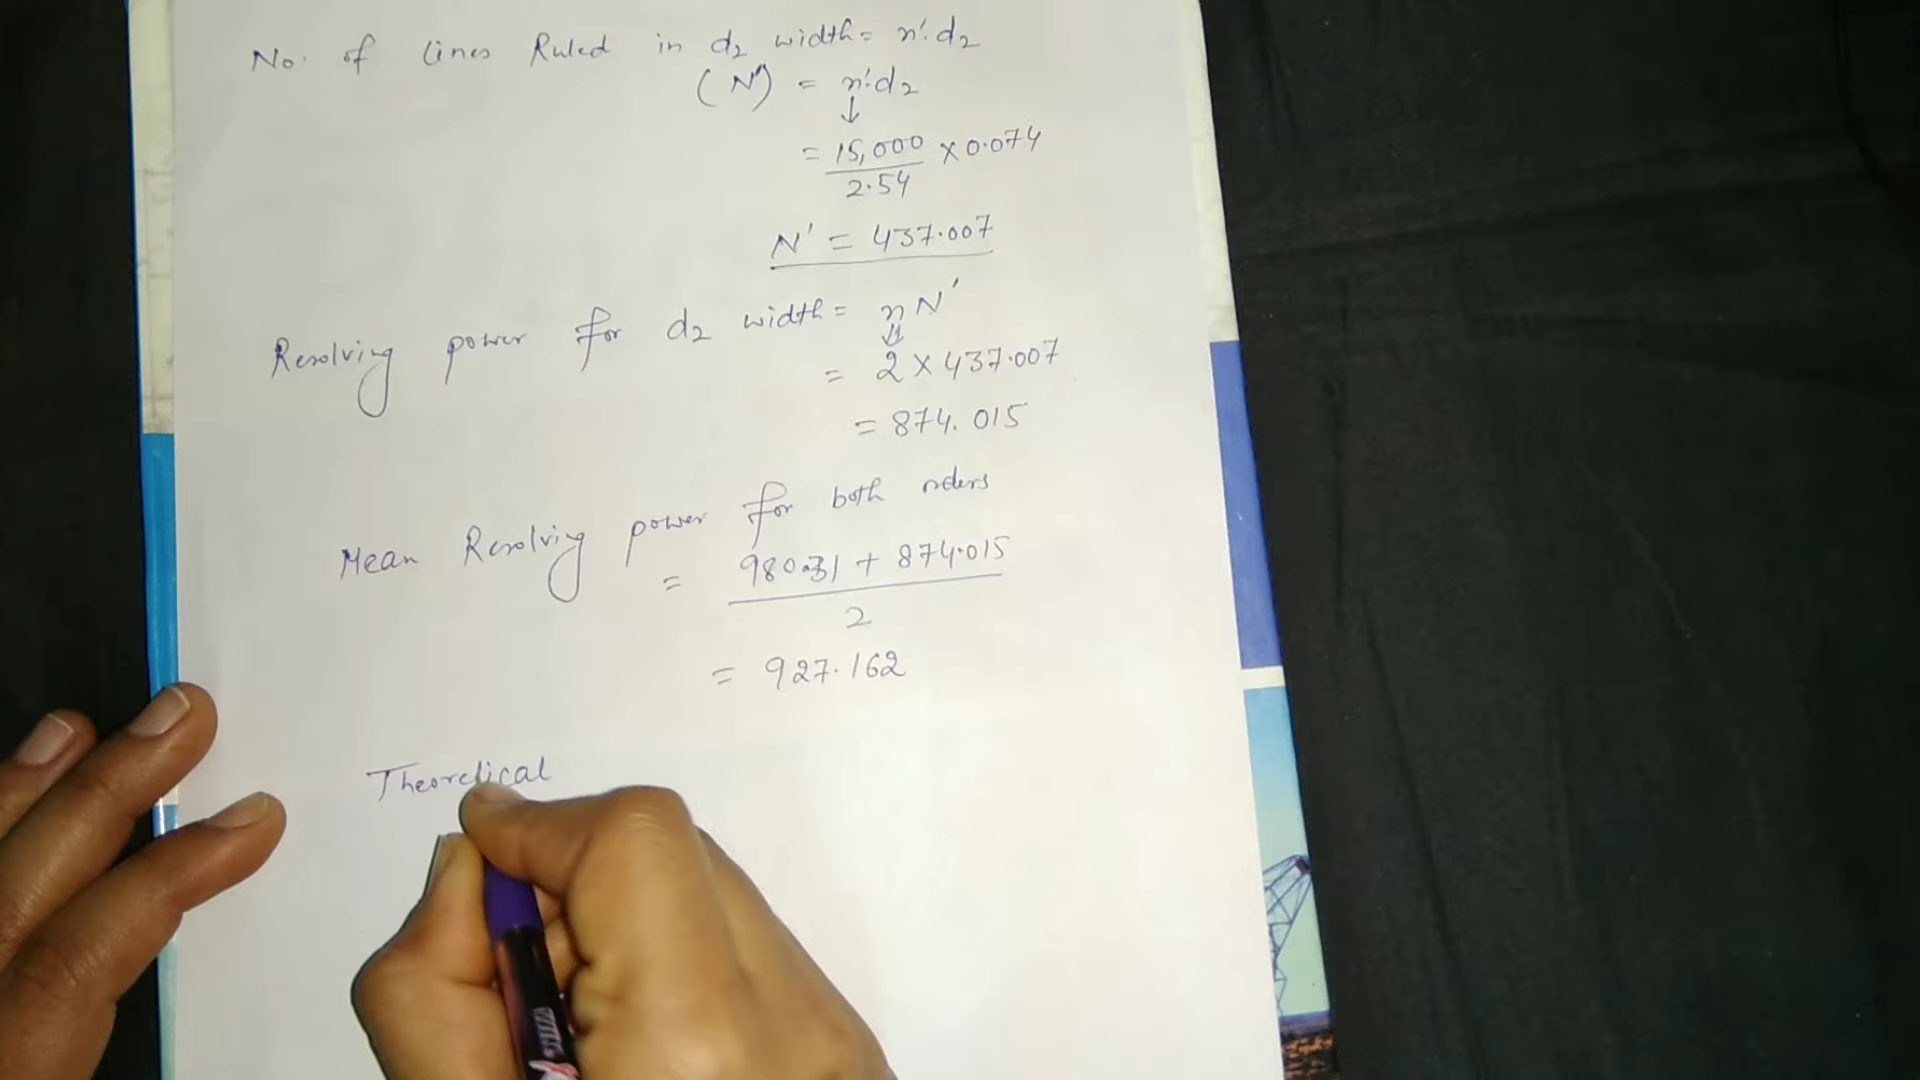 No. of lines Ruled in d2 width = n'.d2
(N') = n'.d2
↓
= 15,000 / 2.54 × 0.074
N' = 437.007
Resolving power for d2 width = nN'
⇓
= 2 × 437.007
= 874.015
Mean Resolving power for both orders
= 980.31 + 874.015 / 2
= 927.162
Theoretical